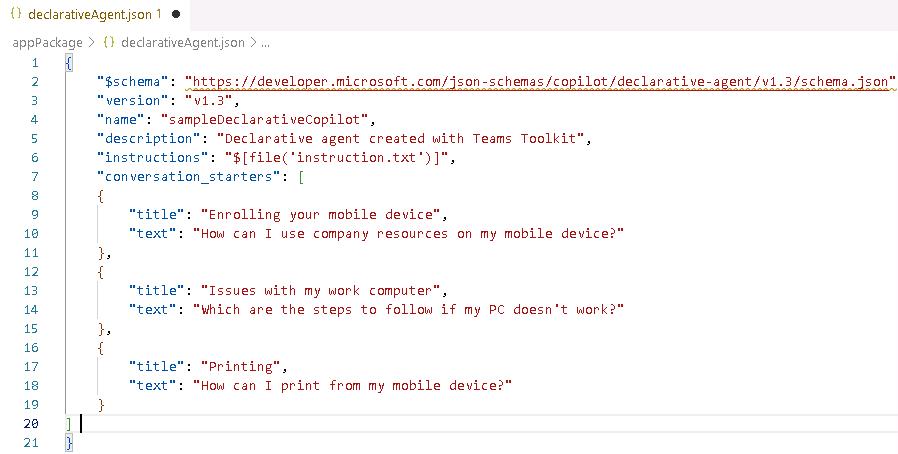 {} declarativeAgent.json 1 ●
appPackage > {} declarativeAgent.json > ...
1 {
2 "$schema": "https://developer.microsoft.com/json-schemas/copilot/declarative-agent/v1.3/schema.json"
3 "version": "v1.3",
4 "name": "sampleDeclarativeCopilot",
5 "description": "Declarative agent created with Teams Toolkit",
6 "instructions": "$[file('instruction.txt')]",
7 "conversation_starters": [
8 {
9 "title": "Enrolling your mobile device",
10 "text": "How can I use company resources on my mobile device?"
11 },
12 {
13 "title": "Issues with my work computer",
14 "text": "Which are the steps to follow if my PC doesn't work?"
15 },
16 {
17 "title": "Printing",
18 "text": "How can I print from my mobile device?"
19 }
20 ]
21 }